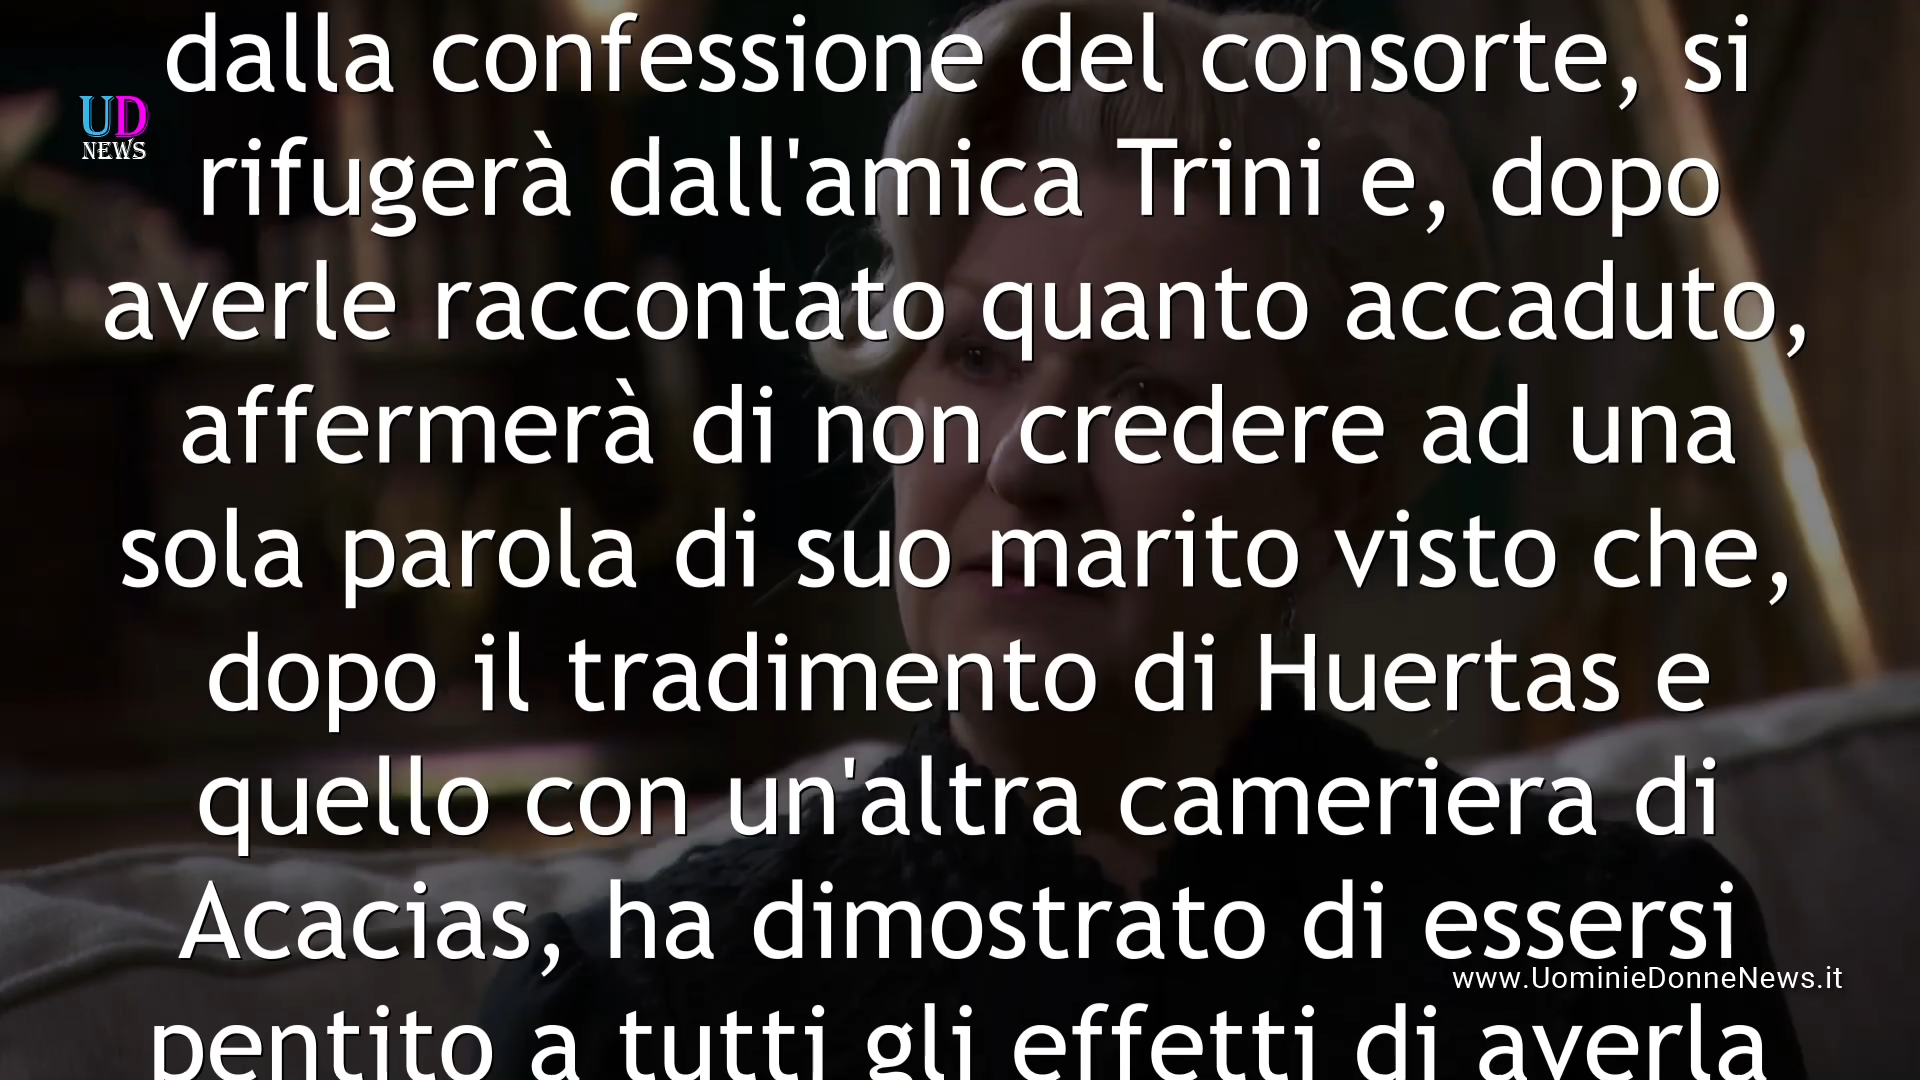 dalla confessione del consorte, si
UD
NEWS
rifugerà dall'amica Trini e, dopo
averle raccontato quanto accaduto,
affermerà di non credere ad una
sola parola di suo marito visto che,
dopo il tradimento di Huertas e
quello con un'altra cameriera di
Acacias, ha dimostrato di essersi
www.UominieDonneNews.it
pentito a tutti gli effetti di averla